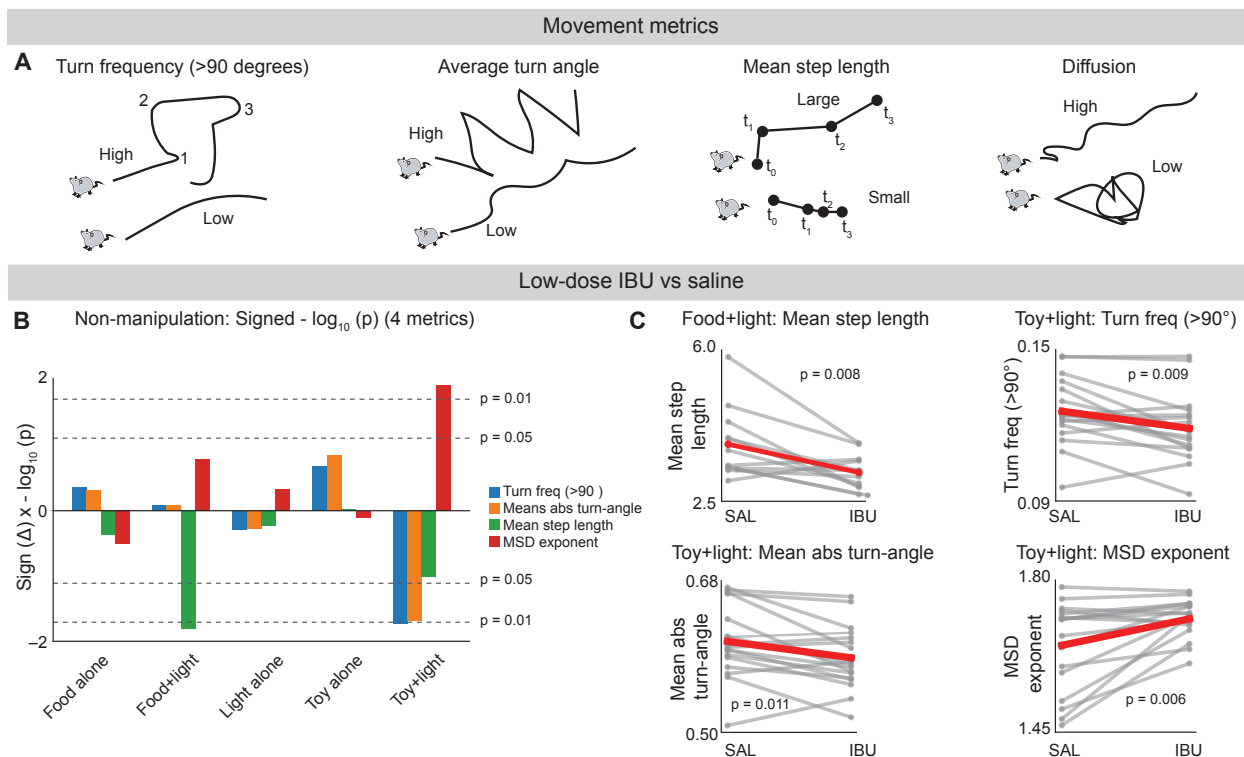 Movement metrics
A
Turn frequency (>90 degrees)
2
3
High
1
Low
Average turn angle
High
Low
Mean step length
Large
t3
t1
t2
t0
Small
t2
t0
t1
t3
Diffusion
High
Low
Low-dose IBU vs saline
B
Non-manipulation: Signed - log10 (p) (4 metrics)
Sign (Δ) x - log10 (p)
2
p = 0.01
p = 0.05
0
p = 0.05
p = 0.01
−2
Turn freq (>90 )
Means abs turn-angle
Mean step length
MSD exponent
Food alone
Food+light
Light alone
Toy alone
Toy+light
C
Food+light: Mean step length
6.0
p = 0.008
Mean step
length
2.5
SAL
IBU
Toy+light: Turn freq (>90°)
0.15
p = 0.009
Turn freq (>90°)
0.09
SAL
IBU
Toy+light: Mean abs turn-angle
0.68
Mean abs
turn-angle
p = 0.011
0.50
SAL
IBU
Toy+light: MSD exponent
1.80
MSD
exponent
p = 0.006
1.45
SAL
IBU